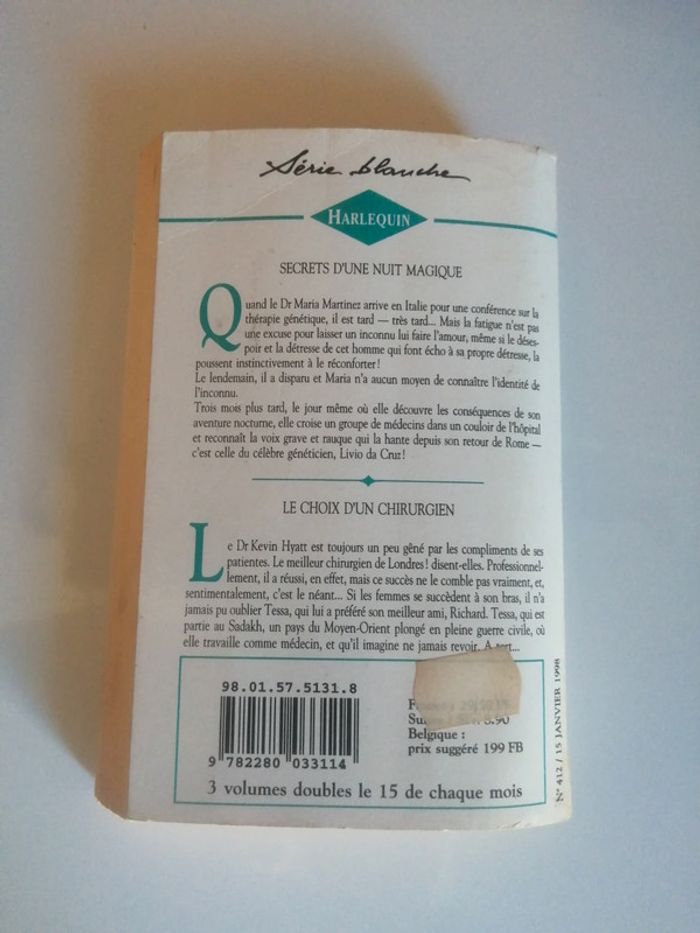 Série blanche
HARLEQUIN
SECRETS D'UNE NUIT MAGIQUE
Quand le Dr Maria Martinez arrive en Italie pour une conférence sur la
thérapie génétique, il est tard — très tard... Mais la fatigue n'est pas
une excuse pour laisser un inconnu lui faire l'amour, même si le déses-
poir et la détresse de cet homme qui font écho à sa propre détresse, la
poussent instinctivement à le réconforter!
Le lendemain, il a disparu et Maria n'a aucun moyen de connaître l'identité de
l'inconnu.
Trois mois plus tard, le jour même où elle découvre les conséquences de son
aventure nocturne, elle croise un groupe de médecins dans un couloir de l'hôpital
et reconnaît la voix grave et rauque qui la hante depuis son retour de Rome —
c'est celle du célèbre généticien, Livio da Cruz!
LE CHOIX D'UN CHIRURGIEN
Le Dr Kevin Hyatt est toujours un peu gêné par les compliments de ses
patientes. Le meilleur chirurgien de Londres! disent-elles. Professionnel-
lement, il a réussi, en effet, mais ce succès ne le comble pas vraiment, et,
sentimentalement, c'est le néant... Si les femmes se succèdent à son bras, il n'a
jamais pu oublier Tessa, qui lui a préféré son meilleur ami, Richard. Tessa, qui est
partie au Sadakh, un pays du Moyen-Orient plongé en pleine guerre civile, où
elle travaille comme médecin, et qu'il imagine ne jamais revoir. A tort...
98.01.57.5131.8
9 782280 033114
Belgique :
prix suggéré 199 FB
3 volumes doubles le 15 de chaque mois
N° 412 / 15 JANVIER 1998